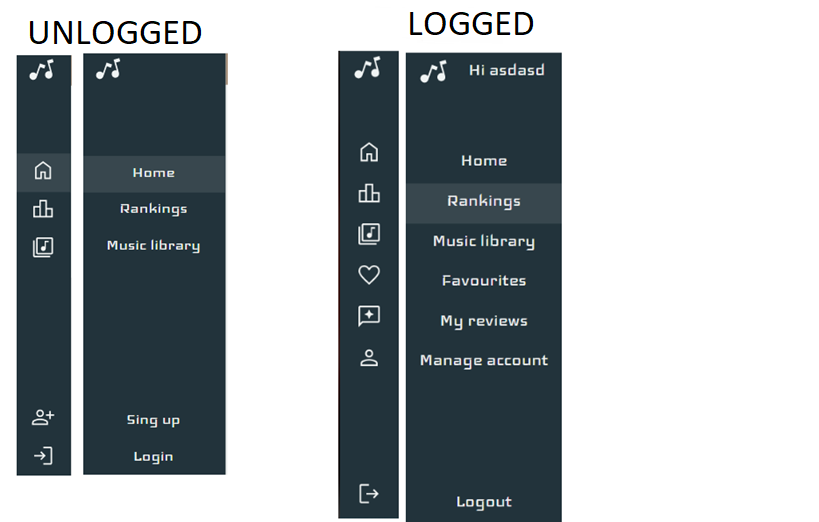 UNLOGGED
Home
Rankings
Music library
Sing up
Login
LOGGED
Hi asdasd
Home
Rankings
Music library
Favourites
My reviews
Manage account
Logout